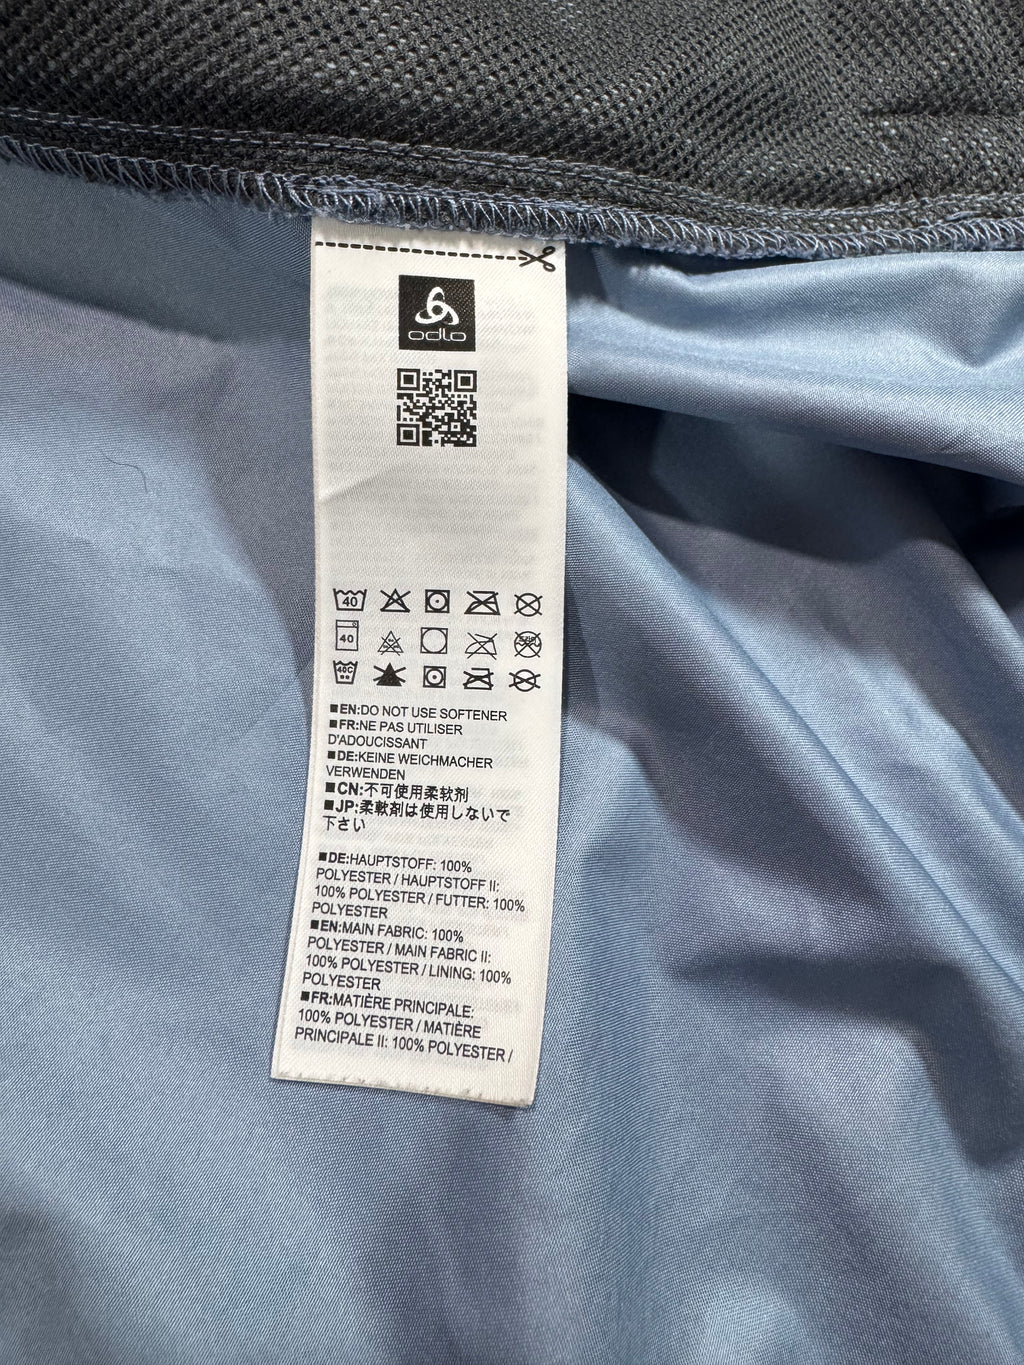 odlo
40
40
40C
■EN:DO NOT USE SOFTENER
■FR:NE PAS UTILISER
D'ADOUCISSANT
■DE:KEINE WEICHMACHER
VERWENDEN
■CN:不可使用柔软剂
■JP:柔軟剤は使用しないで
下さい
■DE:HAUPTSTOFF: 100%
POLYESTER / HAUPTSTOFF II:
100% POLYESTER / FUTTER: 100%
POLYESTER
■EN:MAIN FABRIC: 100%
POLYESTER / MAIN FABRIC II:
100% POLYESTER / LINING: 100%
POLYESTER
■FR:MATIÈRE PRINCIPALE:
100% POLYESTER / MATIÈRE
PRINCIPALE II: 100% POLYESTER /